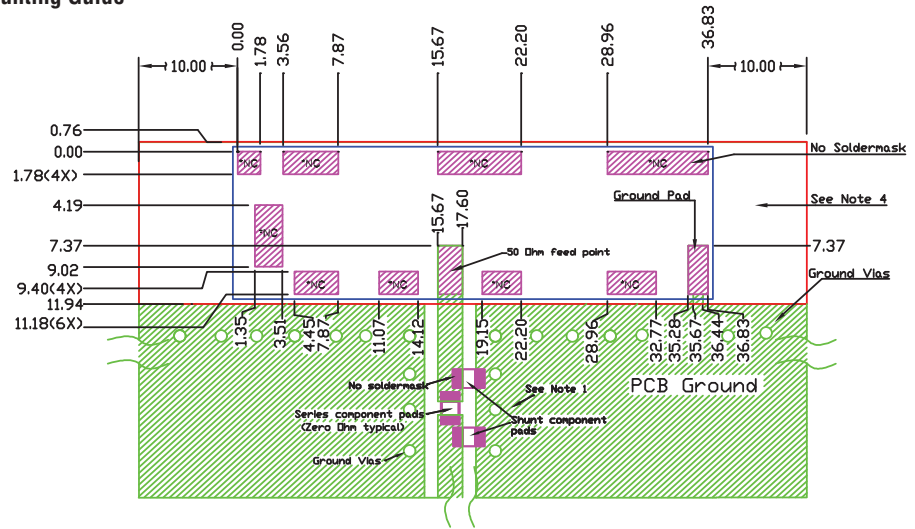 0.00
1.78
3.56
7.87
15.67
22.20
28.96
36.83
10.00
10.00
0.76
0.00
1.78(4X)
4.19
7.37
9.02
9.40(4X)
11.94
11.18(6X)
*NC
*NC
*NC
*NC
No Soldermask
Ground Pad
See Note 4
15.67
17.60
*NC
50 Ohm feed point
7.37
*NC
*NC
*NC
*NC
Ground Vias
1.35
3.51
4.45
7.87
11.07
14.12
19.15
22.20
28.96
32.77
35.28
35.67
36.44
36.83
PCB Ground
No soldermask
See Note 1
Series component pads
(Zero Ohm typical)
Shunt component
pads
Ground Vias